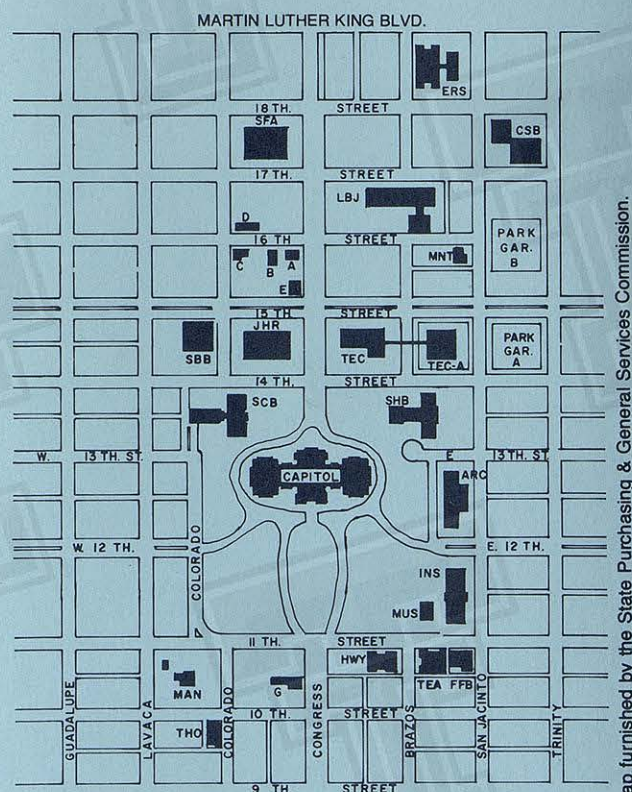 MARTIN LUTHER KING BLVD.
ERS
18 TH. STREET
SFA
CSB
17 TH. STREET
LBJ
D
PARK
GAR.
B
16 TH STREET
C B A
MNT
E
15 TH STREET
SBB
JHR
TEC
TEC-A
PARK
GAR.
A
14 TH. STREET
SCB
SHB
W. 13 TH. ST. E 13 TH. ST
CAPITOL
ARC
COLORADO
W. 12 TH. E. 12 TH.
INS
MUS
11 TH. STREET
HWY
MAN
G
TEA FFB
GUADALUPE
LAVACA
COLORADO
CONGRESS
BRAZOS
SAN JACINTO
TRINITY
10 TH. STREET
THO
9 TH STREET
ap furnished by the State Purchasing & General Services Commission.